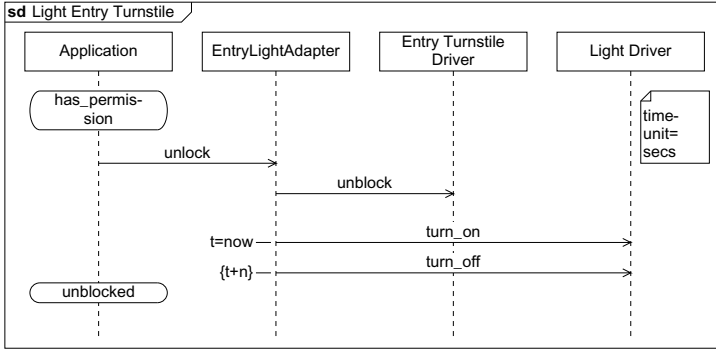 sd Light Entry Turnstile
Application
EntryLightAdapter
Entry Turnstile
Driver
Light Driver
has_permis-
sion
time-
unit=
secs
unlock
unblock
t=now
turn_on
{t+n}
turn_off
unblocked